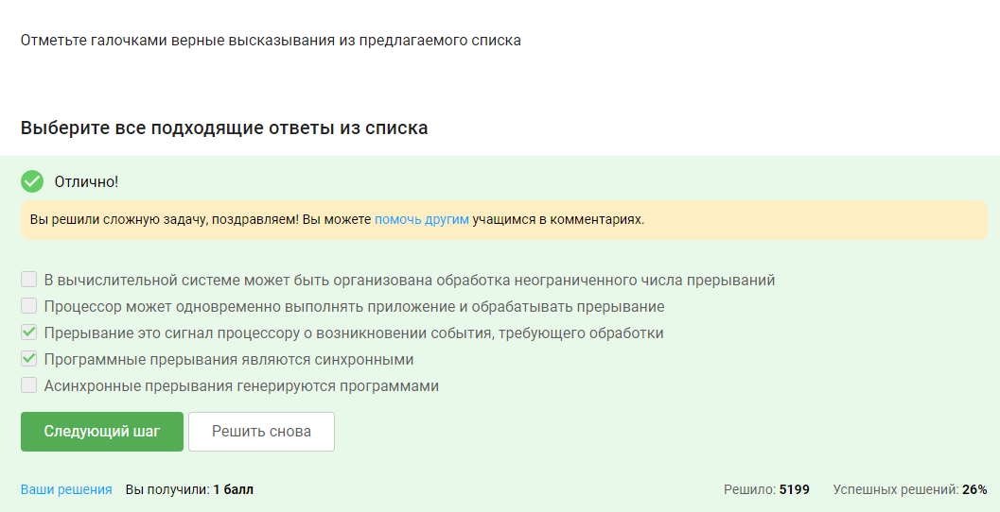 Отметьте галочками верные высказывания из предлагаемого списка
Выберите все подходящие ответы из списка
Отлично!
Вы решили сложную задачу, поздравляем! Вы можете помочь другим учащимся в комментариях.
В вычислительной системе может быть организована обработка неограниченного числа прерываний
Процессор может одновременно выполнять приложение и обрабатывать прерывание
Прерывание это сигнал процессору о возникновении события, требующего обработки
Программные прерывания являются синхронными
Асинхронные прерывания генерируются программами
Следующий шаг Решить снова
Ваши решения Вы получили: 1 балл Решило: 5199 Успешных решений: 26%